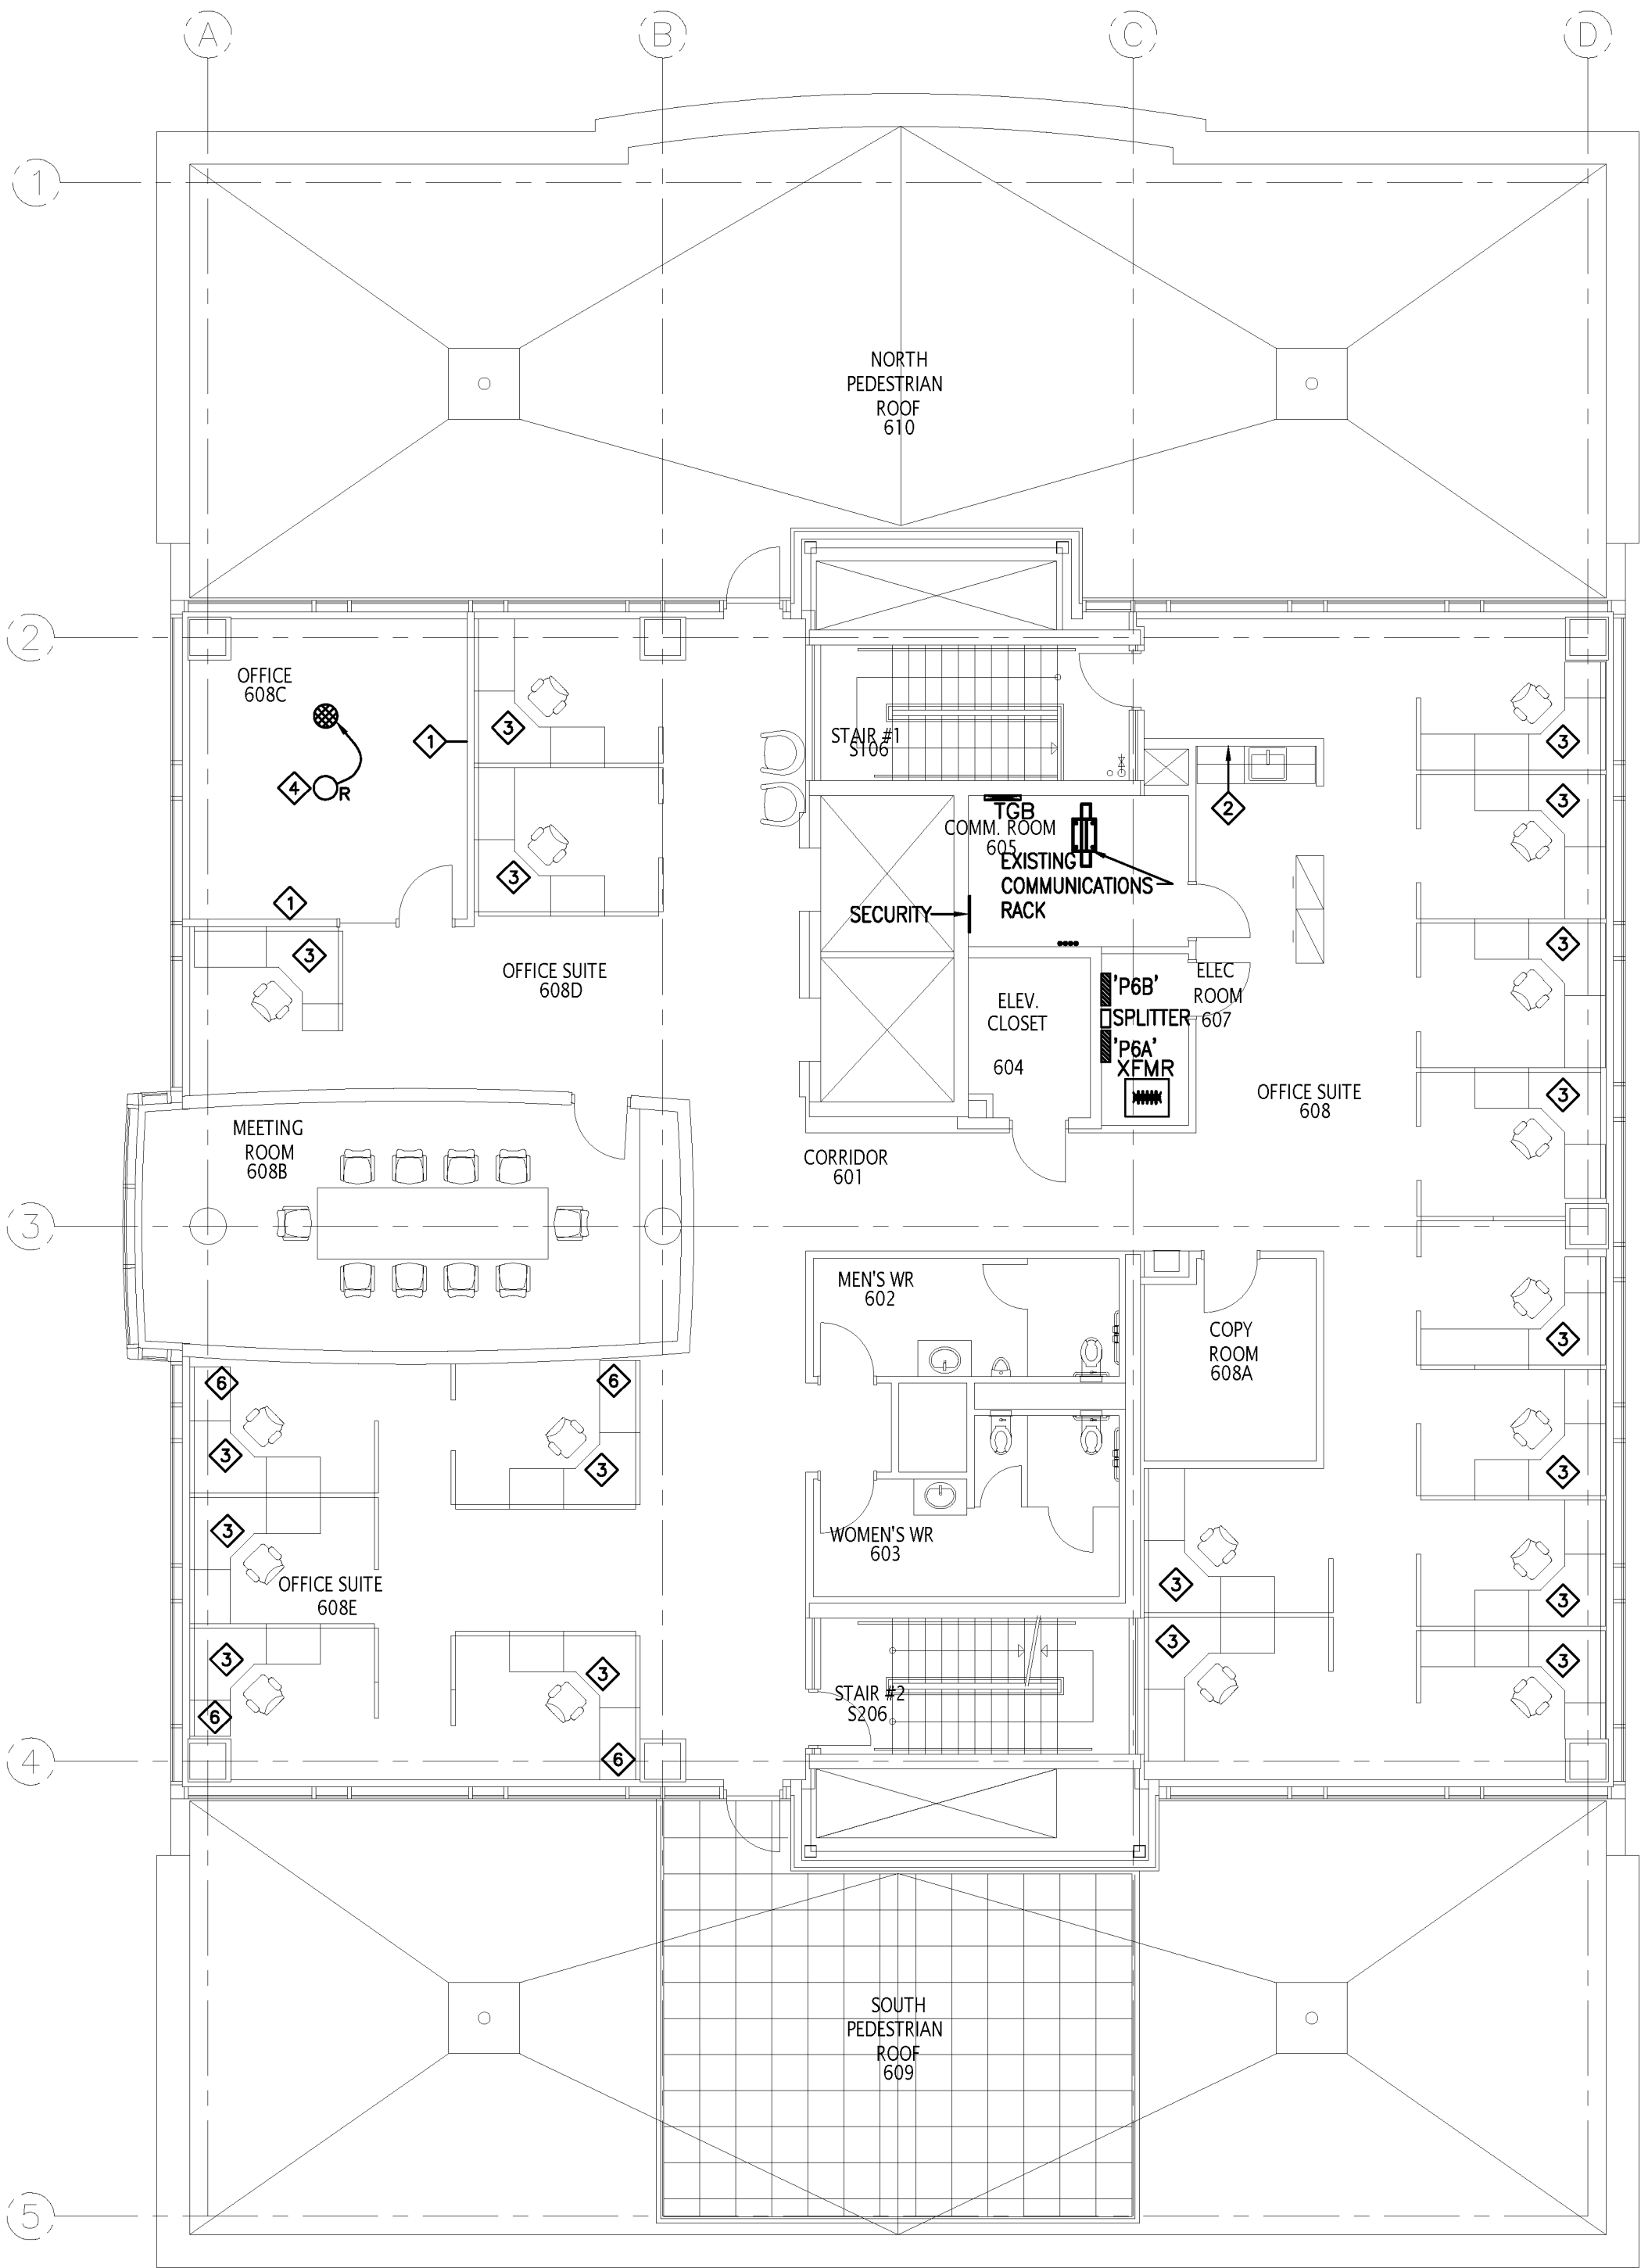 A
B
C
D
1
NORTH
PEDESTRIAN
ROOF
610
2
OFFICE
608C
1
3
4
R
3
1
3
STAIR #1
S106
TGB
COMM. ROOM
605
EXISTING
COMMUNICATIONS
RACK
SECURITY
2
3
3
3
3
OFFICE SUITE
608D
'P6B'
SPLITTER
'P6A'
XFMR
ELEC
ROOM
607
ELEV.
CLOSET
604
OFFICE SUITE
608
MEETING
ROOM
608B
CORRIDOR
601
3
MEN'S WR
602
COPY
ROOM
608A
3
3
3
3
6
6
3
3
3
OFFICE SUITE
608E
3
3
6
6
WOMEN'S WR
603
3
3
STAIR #2
S206
4
SOUTH
PEDESTRIAN
ROOF
609
5